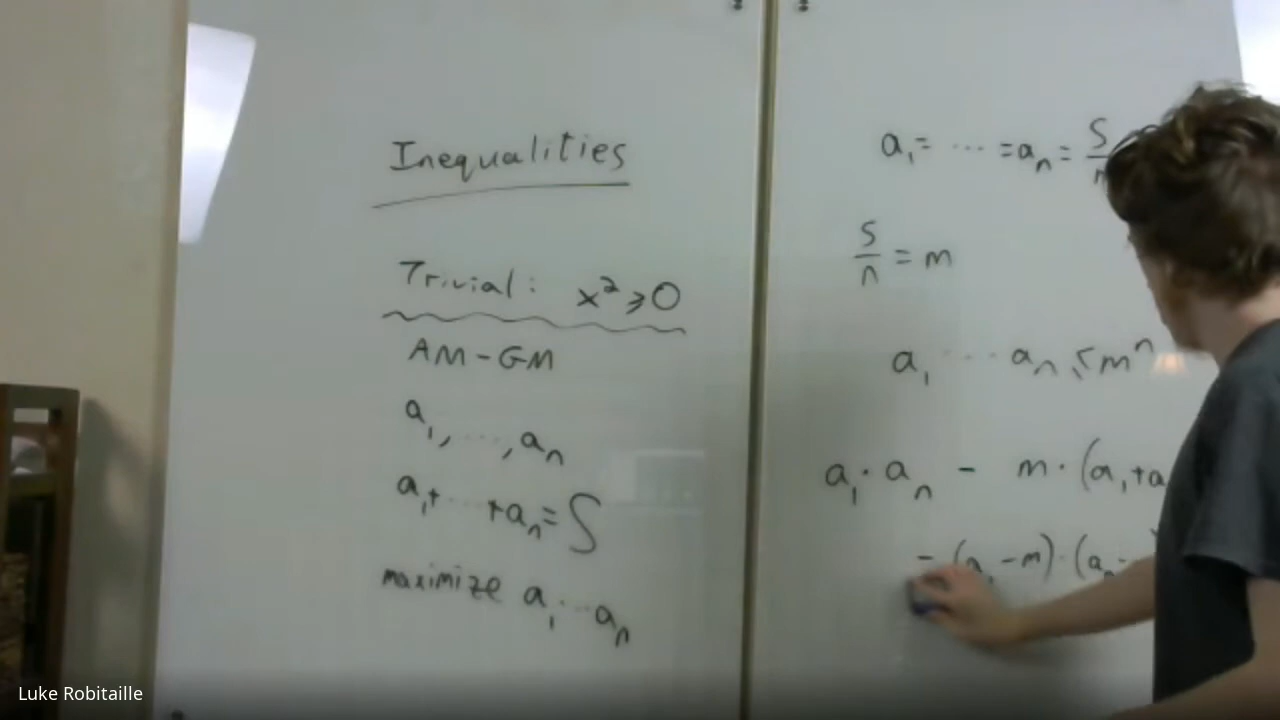 Inequalities
Trivial: x² ≥ 0
AM-GM
a₁, ..., aₙ
a₁ + ... + aₙ = S
maximize a₁ ... aₙ
a₁ = ... = aₙ = S/n
S/n = m
a₁ ... aₙ ≤ mⁿ
a₁ · aₙ - m · (a₁ + a
= (a₁ - m) · (aₙ -
Luke Robitaille